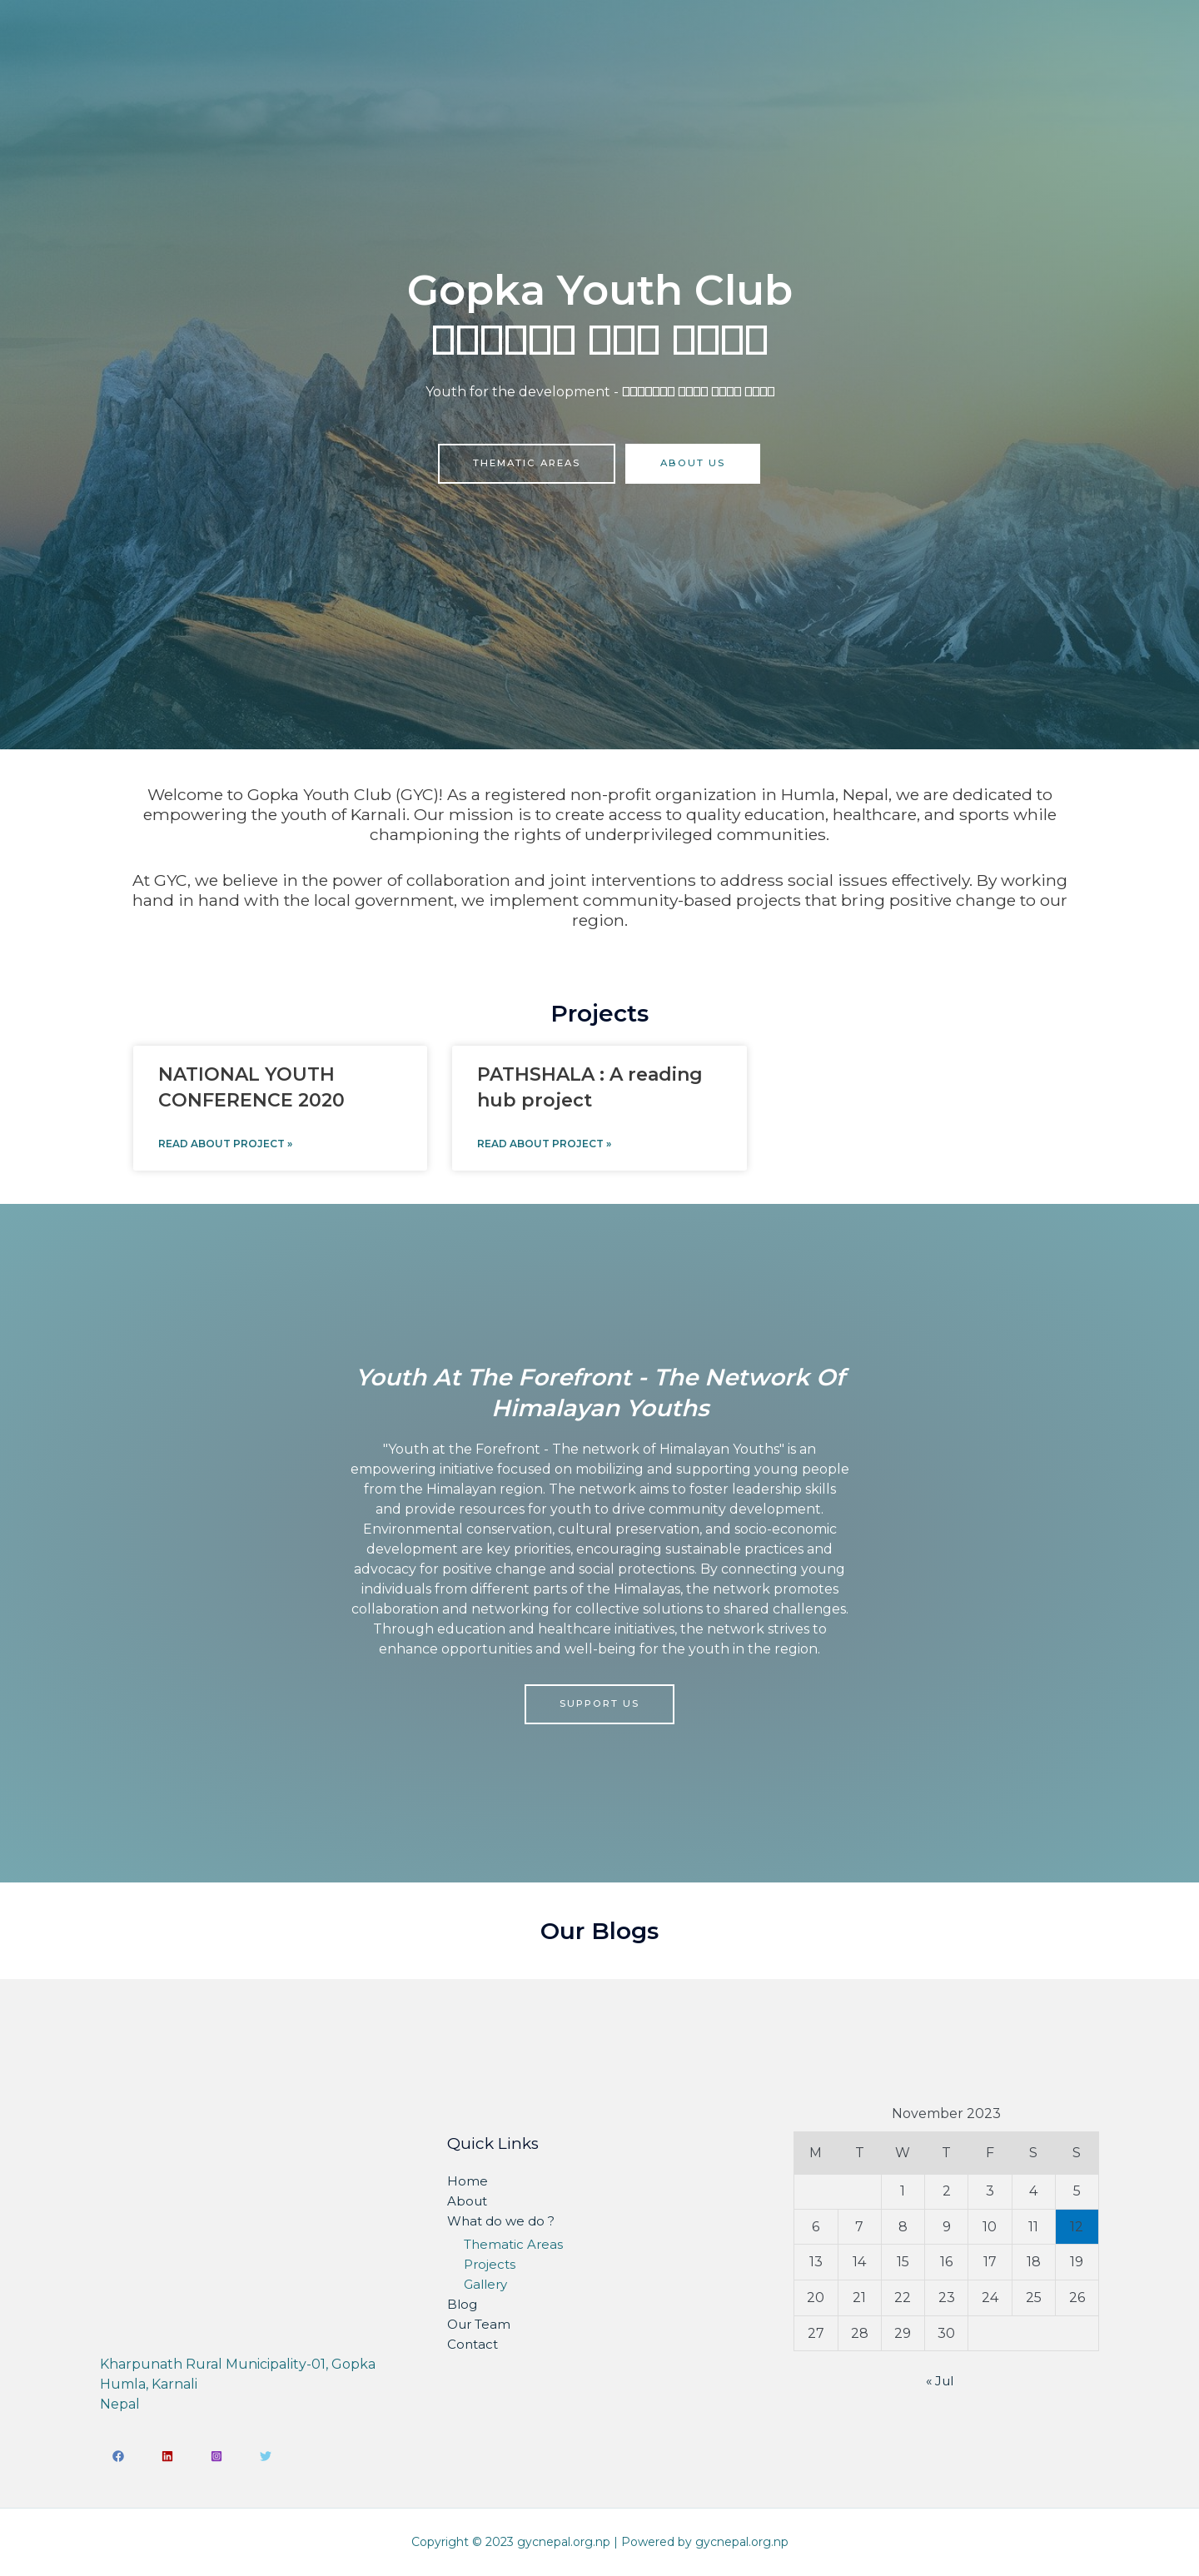 Gopka Youth Club
Youth for the development -
THEMATIC AREAS
ABOUT US
Welcome to Gopka Youth Club (GYC)! As a registered non-profit organization in Humla, Nepal, we are dedicated to
empowering the youth of Karnali. Our mission is to create access to quality education, healthcare, and sports while
championing the rights of underprivileged communities.
At GYC, we believe in the power of collaboration and joint interventions to address social issues effectively. By working
hand in hand with the local government, we implement community-based projects that bring positive change to our
region.
Projects
NATIONAL YOUTH
CONFERENCE 2020
READ ABOUT PROJECT »
PATHSHALA : A reading
hub project
READ ABOUT PROJECT »
Youth At The Forefront - The Network Of
Himalayan Youths
"Youth at the Forefront - The network of Himalayan Youths" is an
empowering initiative focused on mobilizing and supporting young people
from the Himalayan region. The network aims to foster leadership skills
and provide resources for youth to drive community development.
Environmental conservation, cultural preservation, and socio-economic
development are key priorities, encouraging sustainable practices and
advocacy for positive change and social protections. By connecting young
individuals from different parts of the Himalayas, the network promotes
collaboration and networking for collective solutions to shared challenges.
Through education and healthcare initiatives, the network strives to
enhance opportunities and well-being for the youth in the region.
SUPPORT US
Our Blogs
Kharpunath Rural Municipality-01, Gopka
Humla, Karnali
Nepal
Quick Links
Home
About
What do we do ?
Thematic Areas
Projects
Gallery
Blog
Our Team
Contact
November 2023
M T W T F S S
1 2 3 4 5
6 7 8 9 10 11 12
13 14 15 16 17 18 19
20 21 22 23 24 25 26
27 28 29 30
« Jul
Copyright © 2023 gycnepal.org.np | Powered by gycnepal.org.np